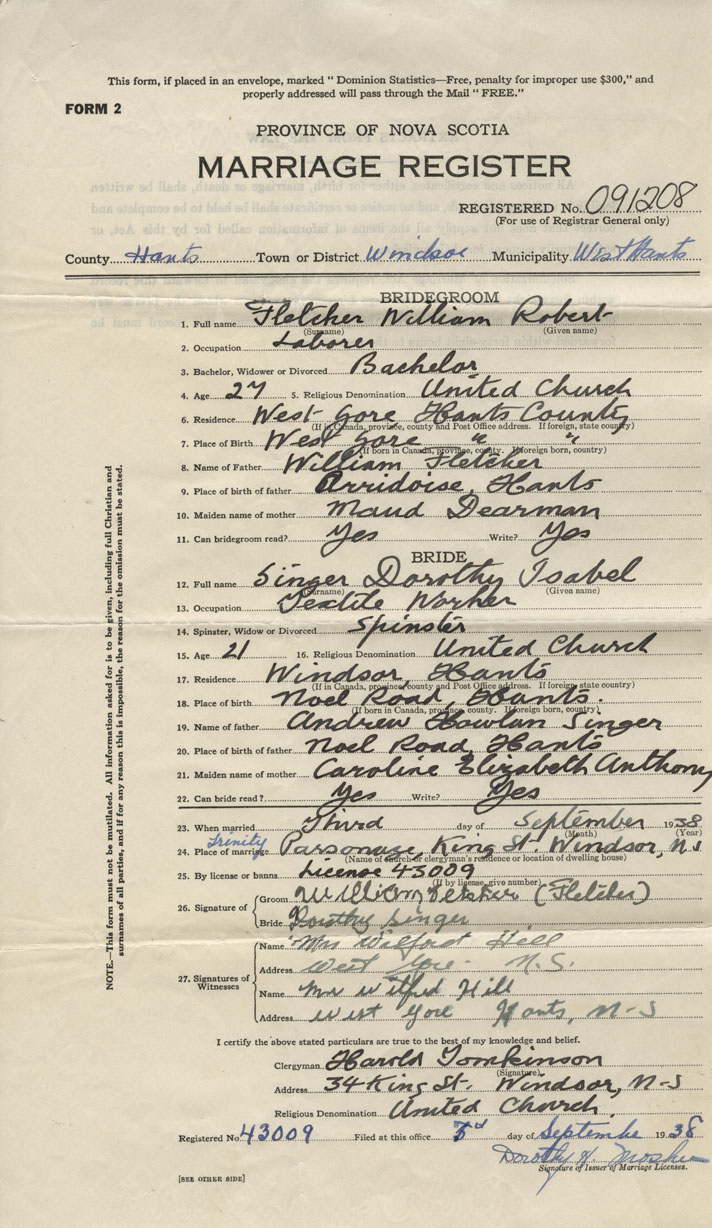 This form, if placed in an envelope, marked " Dominion Statistics—Free, penalty for improper use $300," and
properly addressed will pass through the Mail " FREE."
FORM 2
PROVINCE OF NOVA SCOTIA
MARRIAGE REGISTER
REGISTERED No. 091208
(For use of Registrar General only)
County Hants Town or District Windsor Municipality West Hants
BRIDEGROOM
1. Full name Fletcher William Robert
(Surname) (Given name)
2. Occupation Laborer
3. Bachelor, Widower or Divorced Bachelor
4. Age 27 5. Religious Denomination United Church
6. Residence West Gore Hants County
(If in Canada, province, county and Post Office address. If foreign, state country)
7. Place of Birth West Gore " "
(If born in Canada, province, county. If foreign born, country)
8. Name of Father William Fletcher
9. Place of birth of father Arridoise, Hants
10. Maiden name of mother Maud Dearman
11. Can bridegroom read? Yes Write? Yes
BRIDE
12. Full name Singer Dorothy Isabel
(Surname) (Given name)
13. Occupation Textile Worker
14. Spinster, Widow or Divorced Spinster
15. Age 21 16. Religious Denomination United Church
17. Residence Windsor, Hants
(If in Canada, province, county and Post Office address. If foreign state country)
18. Place of birth Noel Road, Hants.
(If born in Canada, province, county. If foreign born, country)
19. Name of father Andrew Howlan Singer
20. Place of birth of father Noel Road, Hants
21. Maiden name of mother Caroline Elizabeth Anthony
22. Can bride read? Yes Write? Yes
23. When married Third day of September 1938
(Month) (Year)
24. Place of marriage Trinity Parsonage, King St. Windsor, N S
(Name of church or clergyman's residence or location of dwelling house)
25. By license or banns License 43009
(If by license, give number)
26. Signature of
Groom William (Fletcher)
Bride Dorothy Singer
27. Signatures of Witnesses
Name Mrs Wilfred Hill
Address West Gore - N.S.
Name Mr Wilfred Hill
Address West Gore Hants, N-S
I certify the above stated particulars are true to the best of my knowledge and belief.
Clergyman Harold Tomkinson
(Signature)
Address 34 King St. Windsor, N-S
Religious Denomination United Church.
Registered No. 43009 Filed at this office day of September 1938
Dorothy H. Mosher
Signature of Issuer of Marriage Licenses.
[SEE OTHER SIDE]
NOTE.—This form must not be mutilated. All information asked for is to be given, including full Christian and
surnames of all parties, and if for any reason this is impossible, the reason for the omission must be stated.